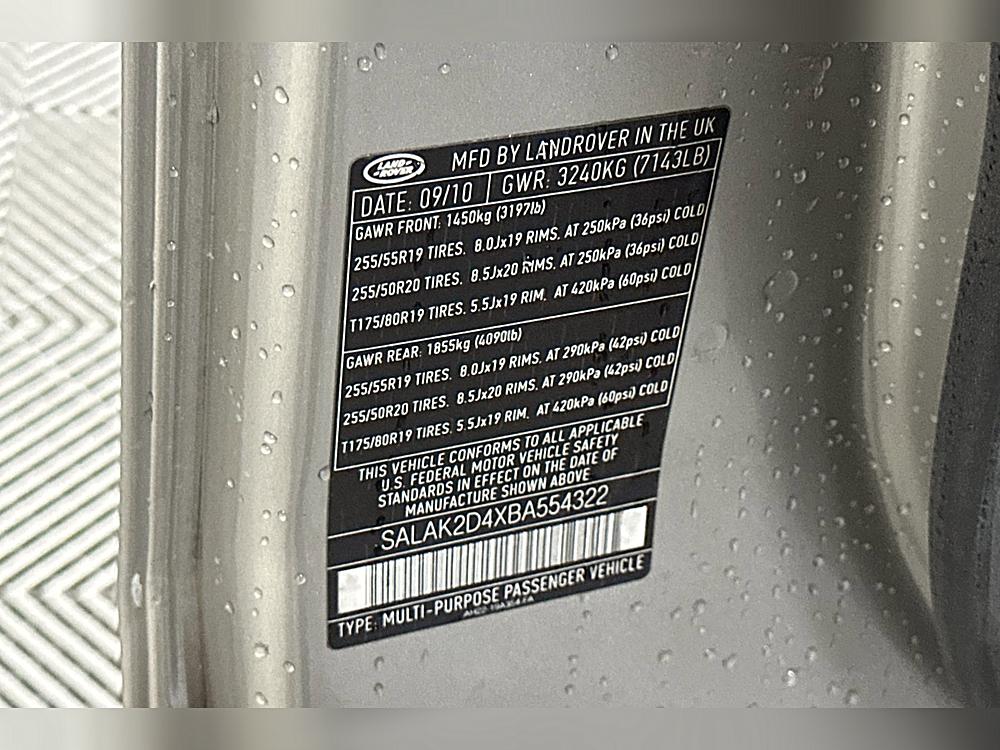 LAND-
-ROVER
MFD BY LANDROVER IN THE UK
DATE: 09/10 GWR: 3240KG (7143LB)
GAWR FRONT: 1450kg (3197lb)
255/55R19 TIRES. 8.0Jx19 RIMS. AT 250kPa (36psi) COLD
255/50R20 TIRES. 8.5Jx20 RIMS. AT 250kPa (36psi) COLD
T175/80R19 TIRES. 5.5Jx19 RIM. AT 420kPa (60psi) COLD
GAWR REAR: 1855kg (4090lb)
255/55R19 TIRES. 8.0Jx19 RIMS. AT 290kPa (42psi) COLD
255/50R20 TIRES. 8.5Jx20 RIMS. AT 290kPa (42psi) COLD
T175/80R19 TIRES. 5.5Jx19 RIM. AT 420kPa (60psi) COLD
THIS VEHICLE CONFORMS TO ALL APPLICABLE
U.S. FEDERAL MOTOR VEHICLE SAFETY
STANDARDS IN EFFECT ON THE DATE OF
MANUFACTURE SHOWN ABOVE
SALAK2D4XBA554322
TYPE: MULTI-PURPOSE PASSENGER VEHICLE